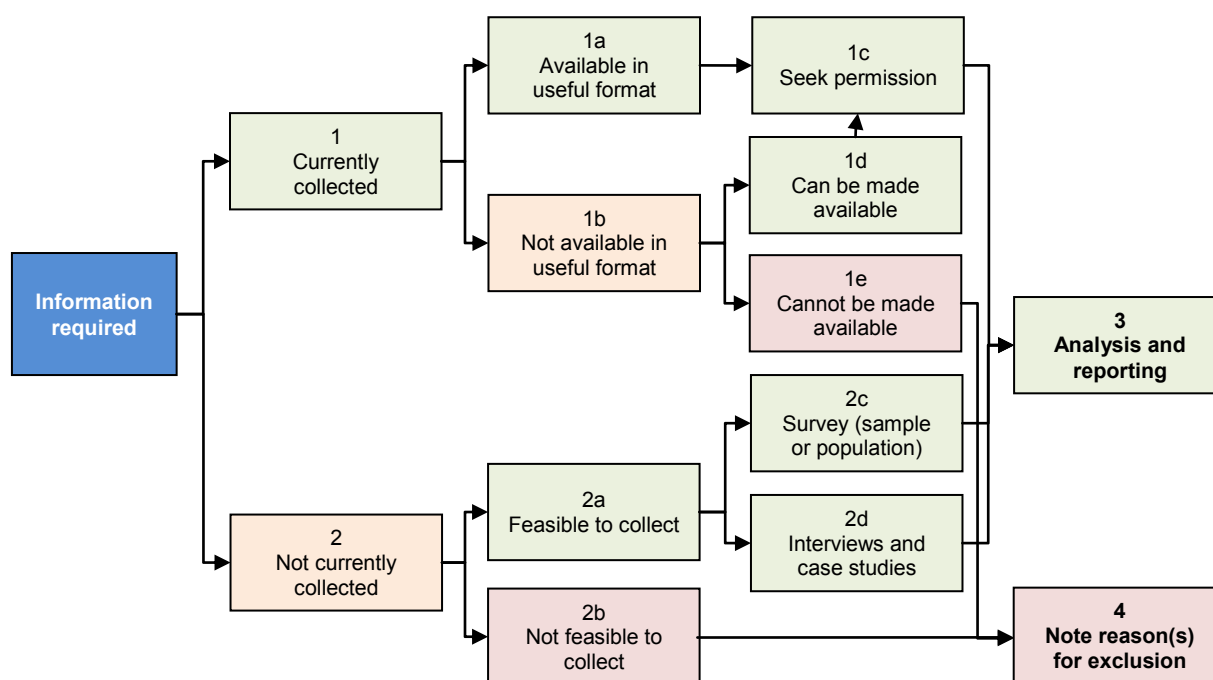 Information
required
1
Currently
collected
2
Not currently
collected
1a
Available in
useful format
1b
Not available in
useful format
2a
Feasible to collect
2b
Not feasible to
collect
1c
Seek permission
1d
Can be made
available
1e
Cannot be made
available
2c
Survey (sample
or population)
2d
Interviews and
case studies
3
Analysis and
reporting
4
Note reason(s)
for exclusion